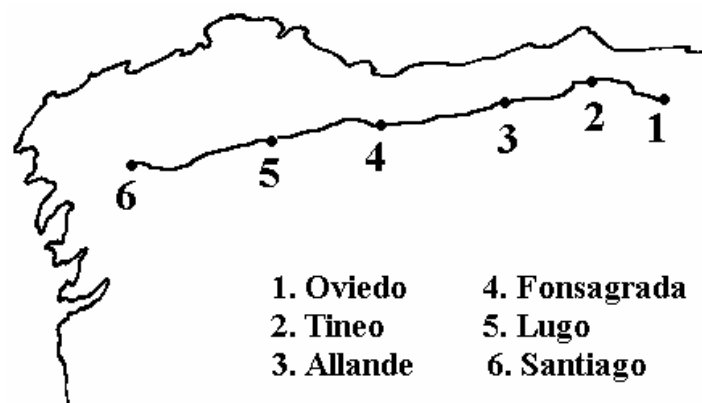 1
2
3
4
5
6
1. Oviedo 4. Fonsagrada
2. Tineo 5. Lugo
3. Allande 6. Santiago